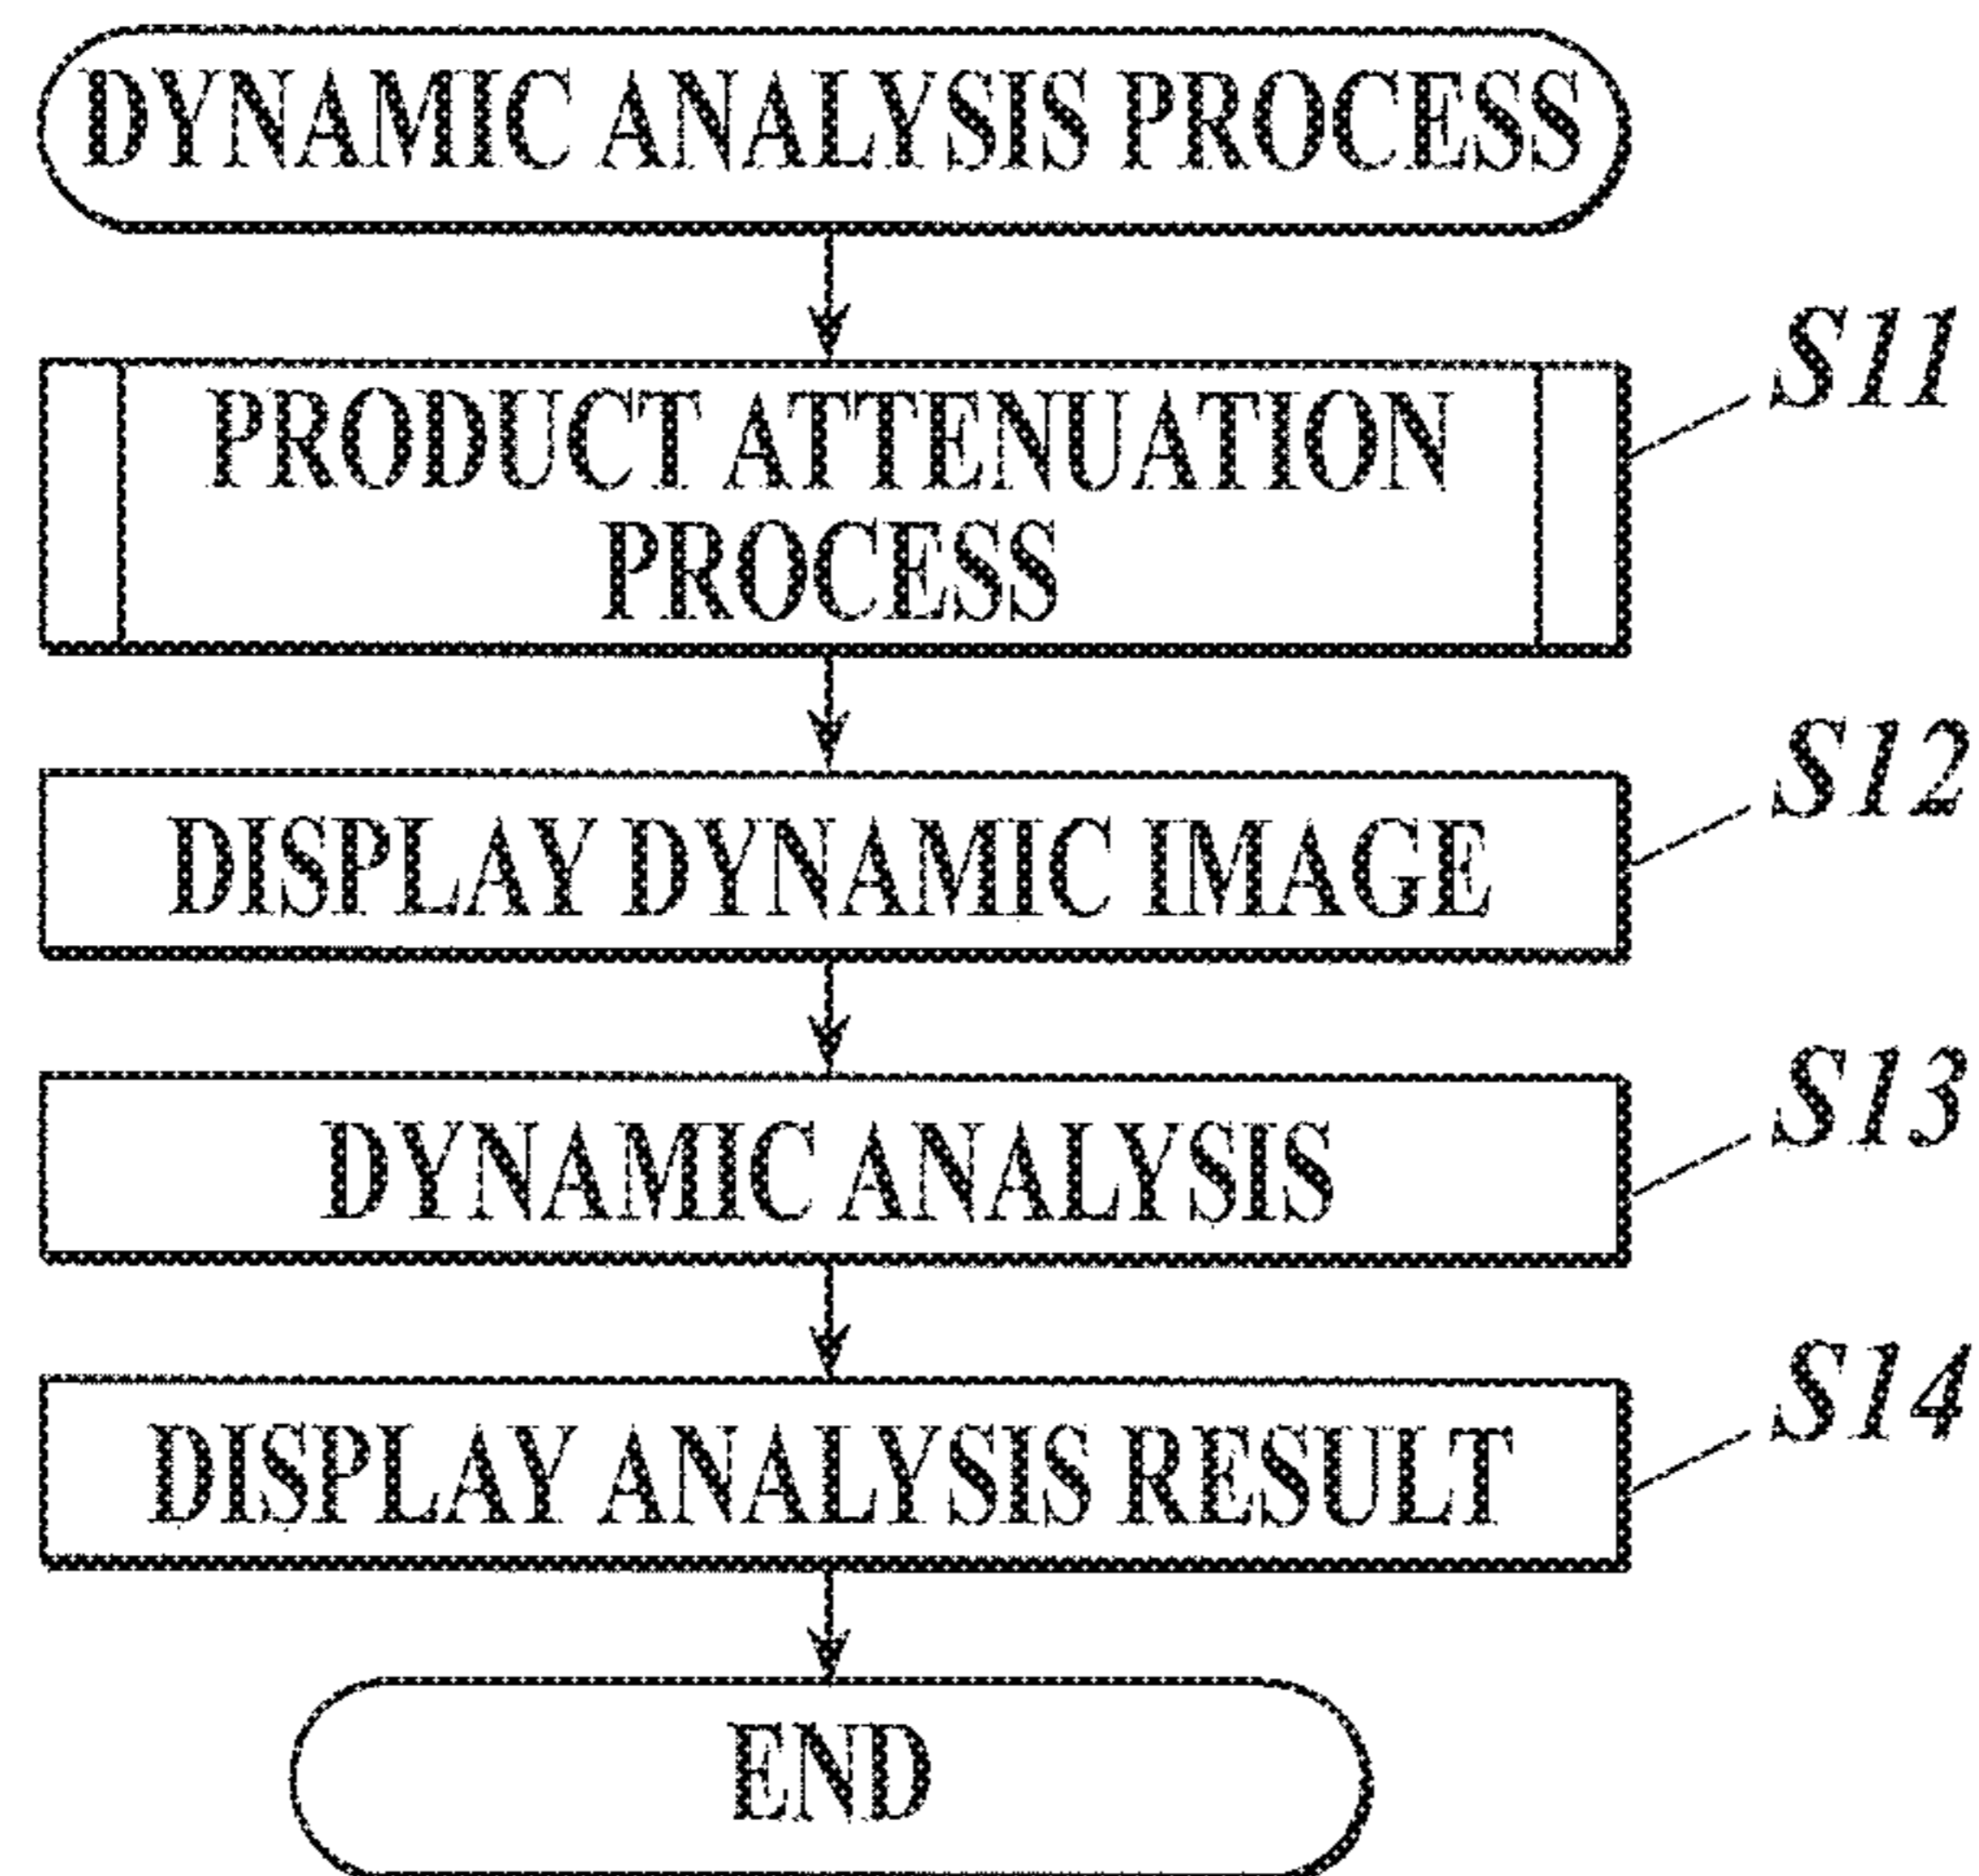 DYNAMIC ANALYSIS PROCESS
S11
PRODUCT ATTENUATION
PROCESS
S12
DISPLAY DYNAMIC IMAGE
S13
DYNAMIC ANALYSIS
S14
DISPLAY ANALYSIS RESULT
END